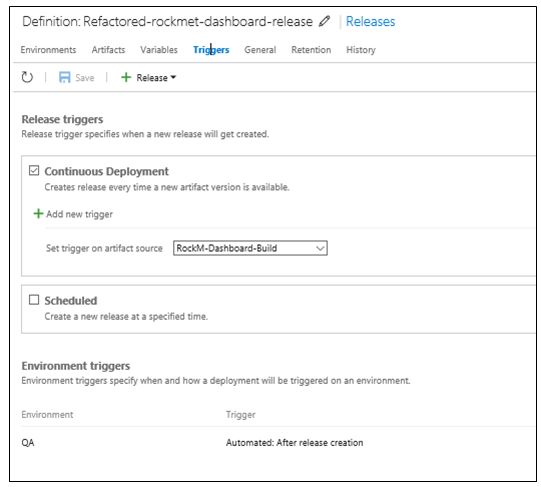 Definition: Refactored-rockmet-dashboard-release | Releases
Environments Artifacts Variables Triggers General Retention History
Save Release
Release triggers
Release trigger specifies when a new release will get created.
Continuous Deployment
Creates release every time a new artifact version is available.
Add new trigger
Set trigger on artifact source RockM-Dashboard-Build
Scheduled
Create a new release at a specified time.
Environment triggers
Environment triggers specify when and how a deployment will be triggered on an environment.
Environment Trigger
QA Automated: After release creation